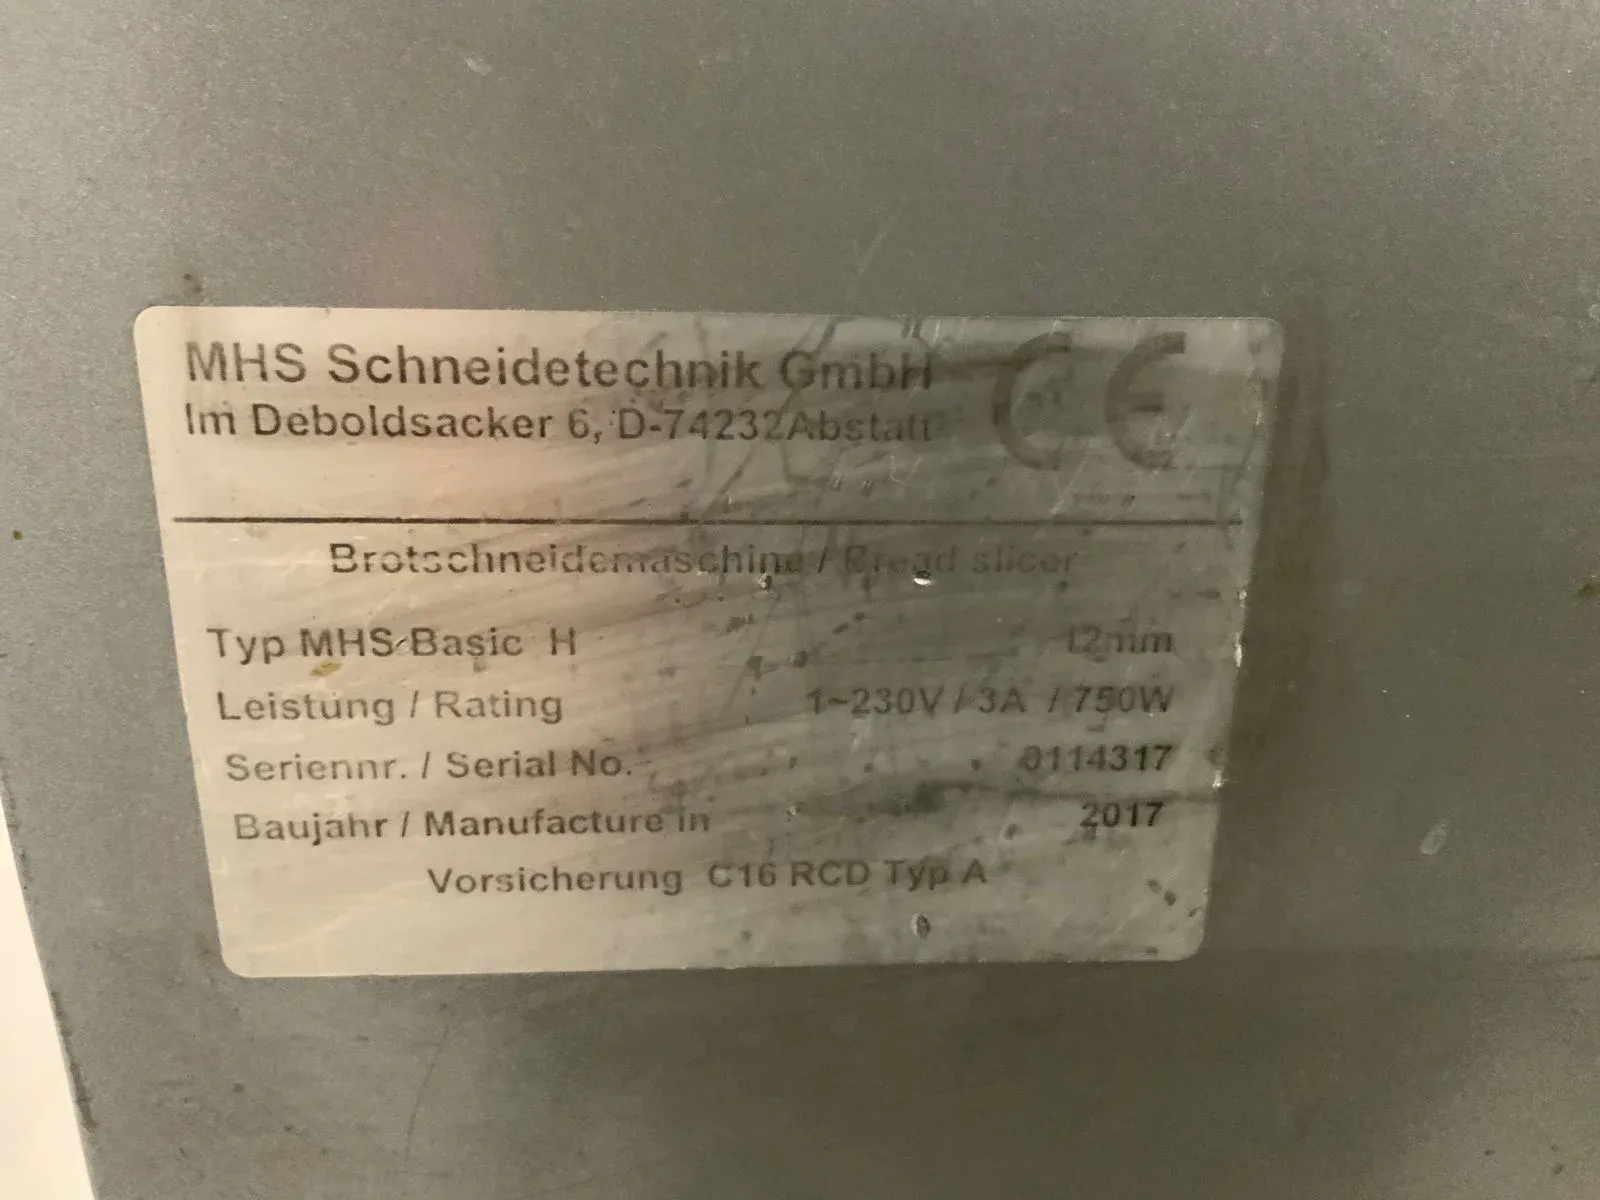 MHS Schneidetechnik GmbH CE
Im Deboldsacker 6, D-74232Abstatt
Brotschneidemaschine / Bread slicer
Typ MHS-Basic H 12mm
Leistung / Rating 1~230V / 3A / 750W
Seriennr. / Serial No. 0114317
Baujahr / Manufacture in 2017
Vorsicherung C16 RCD Typ A